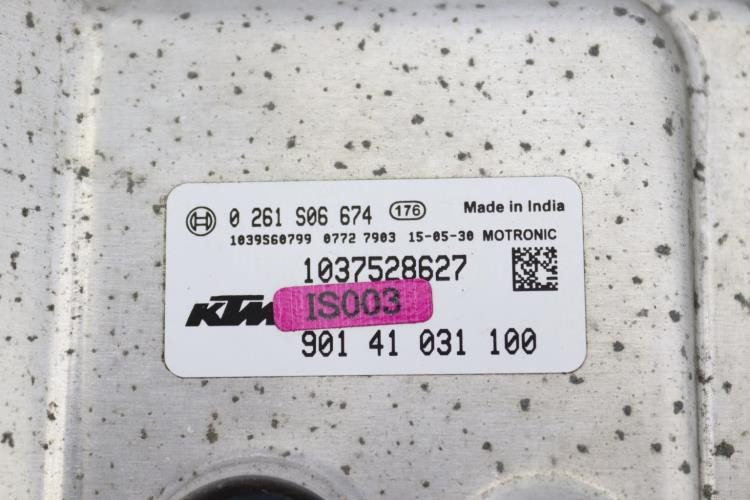 0 261 S06 674 176 Made in India
1039S60799 0772 7903 15-05-30 MOTRONIC
1037528627
KTM IS003
901 41 031 100